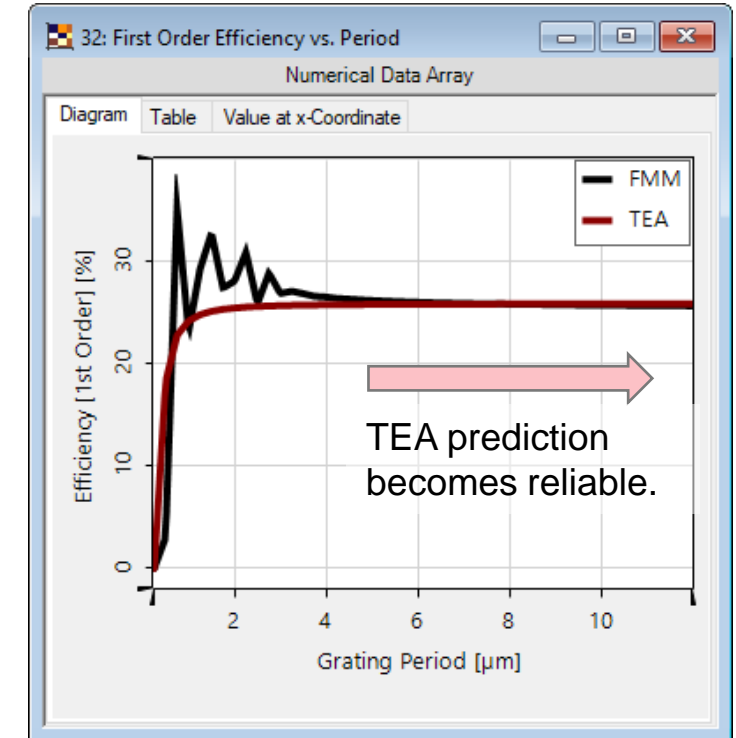 32: First Order Efficiency vs. Period
Numerical Data Array
Diagram Table Value at x-Coordinate
FMM
TEA
Efficiency [1st Order] [%]
30
20
10
0
TEA prediction
becomes reliable.
2 4 6 8 10
Grating Period [µm]